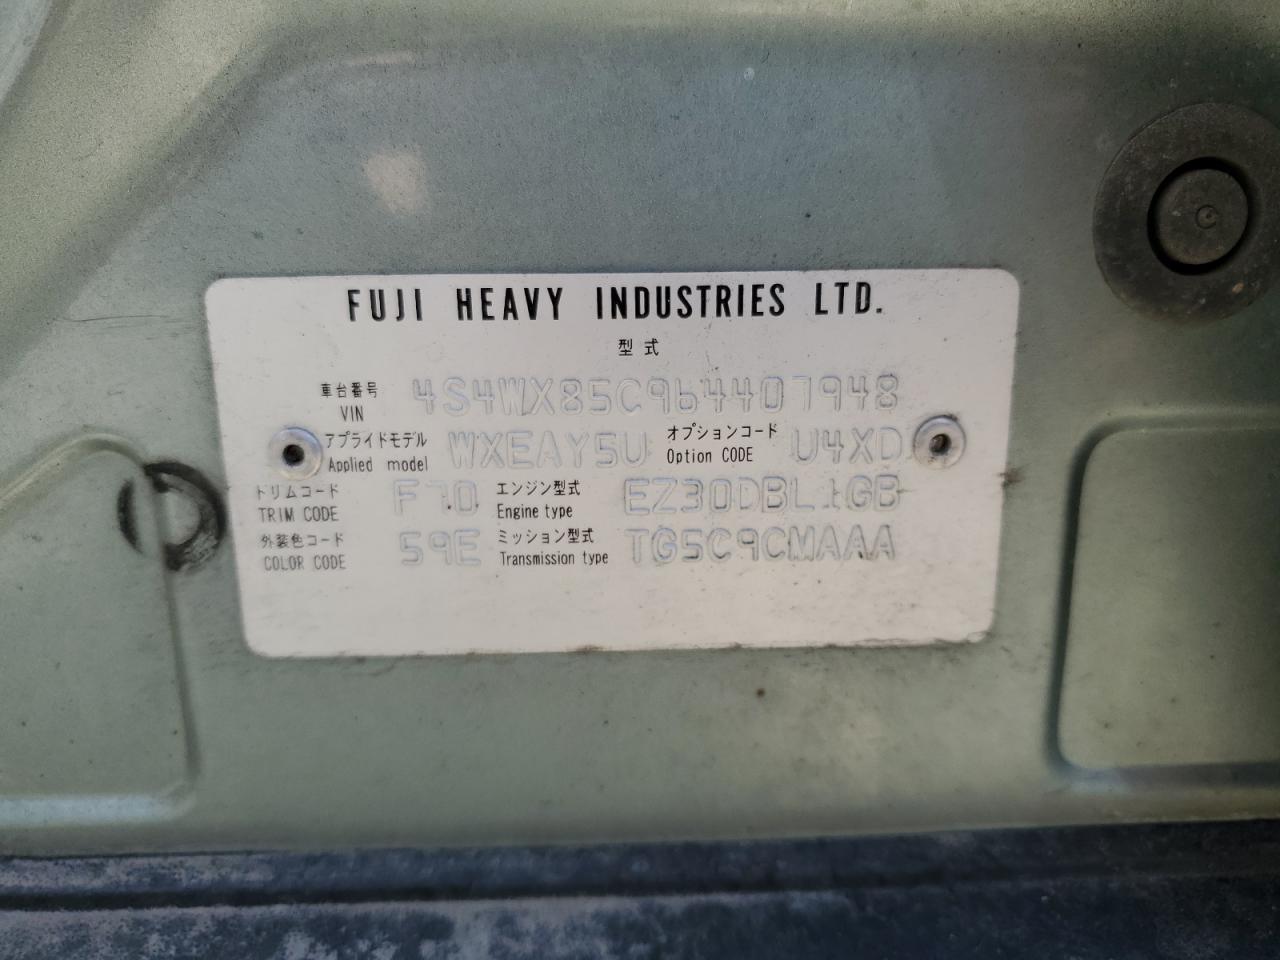 FUJI HEAVY INDUSTRIES LTD.
型式
車台番号 VIN 4S4WX85C964407948
アプライドモデル Applied model WXEAY5U オプションコード Option CODE U4XD
トリムコード TRIM CODE F70 エンジン型式 Engine type EZ30DBL1GB
外装色コード COLOR CODE 59E ミッション型式 Transmission type TG5C9CMAAA